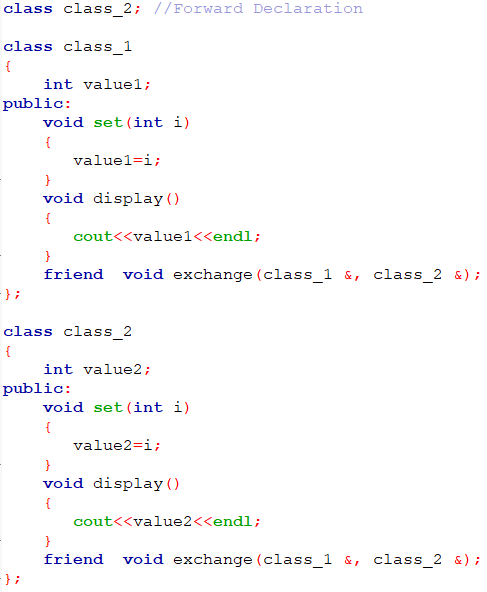 class class_2; //Forward Declaration
class class_1
{
    int value1;
public:
    void set(int i)
    {
       value1=i;
    }
    void display()
    {
       cout<<value1<<endl;
    }
    friend  void exchange(class_1 &, class_2 &);
};
class class_2
{
    int value2;
public:
    void set(int i)
    {
       value2=i;
    }
    void display()
    {
       cout<<value2<<endl;
    }
    friend  void exchange(class_1 &, class_2 &);
};